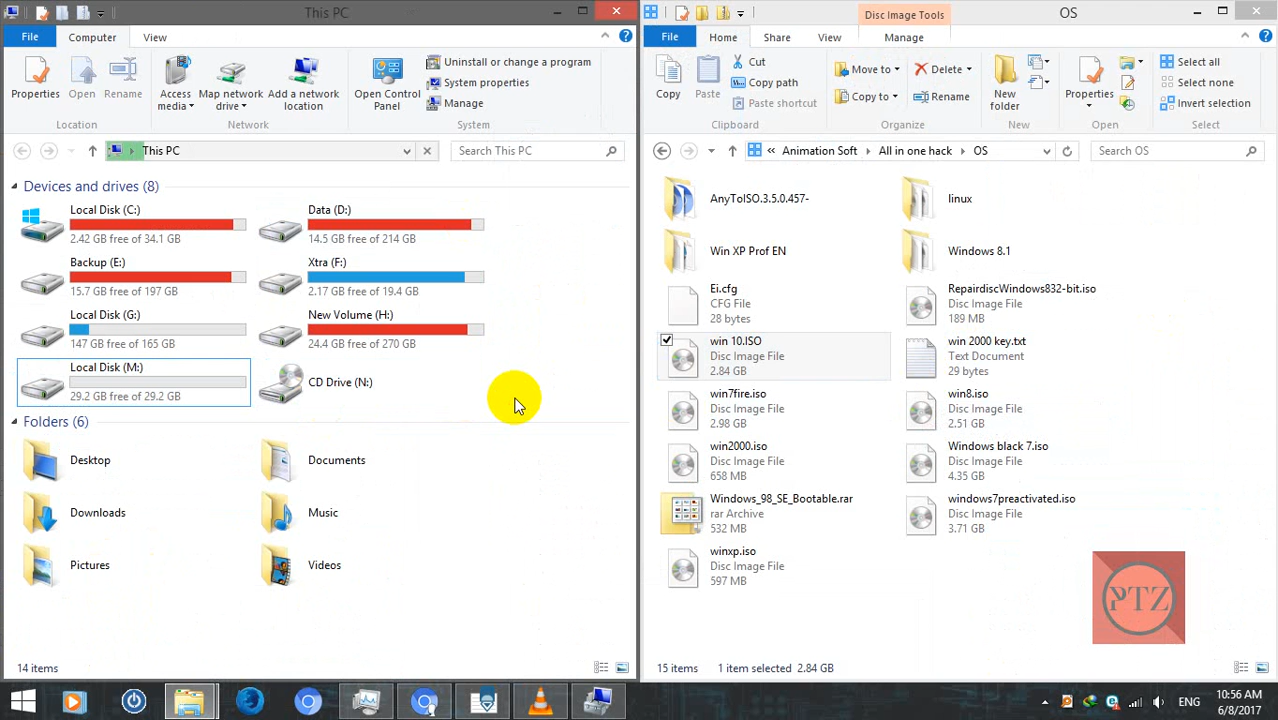 This PC
File Computer View
Properties Open Rename
Access media Map network drive Add a network location
Open Control Panel
Uninstall or change a program
System properties
Manage
Location Network System
This PC
Search This PC
Devices and drives (8)
Local Disk (C:)
2.42 GB free of 34.1 GB
Data (D:)
14.5 GB free of 214 GB
Backup (E:)
15.7 GB free of 197 GB
Xtra (F:)
2.17 GB free of 19.4 GB
Local Disk (G:)
147 GB free of 165 GB
New Volume (H:)
24.4 GB free of 270 GB
Local Disk (M:)
29.2 GB free of 29.2 GB
CD Drive (N:)
Folders (6)
Desktop
Documents
Downloads
Music
Pictures
Videos
14 items
Disc Image Tools
OS
File Home Share View Manage
Copy Paste
Cut
Copy path
Paste shortcut
Move to
Copy to
Delete
Rename
New folder
Properties
Select all
Select none
Invert selection
Clipboard Organize New Open Select
« Animation Soft All in one hack OS
Search OS
AnyToISO.3.5.0.457-
linux
Win XP Prof EN
Windows 8.1
Ei.cfg
CFG File
28 bytes
RepairdiscWindows832-bit.iso
Disc Image File
189 MB
win 10.ISO
Disc Image File
2.84 GB
win 2000 key.txt
Text Document
29 bytes
win7fire.iso
Disc Image File
2.98 GB
win8.iso
Disc Image File
2.51 GB
win2000.iso
Disc Image File
658 MB
Windows black 7.iso
Disc Image File
4.35 GB
Windows_98_SE_Bootable.rar
rar Archive
532 MB
windows7preactivated.iso
Disc Image File
3.71 GB
winxp.iso
Disc Image File
597 MB
PTZ
15 items 1 item selected 2.84 GB
ENG
10:56 AM
6/8/2017